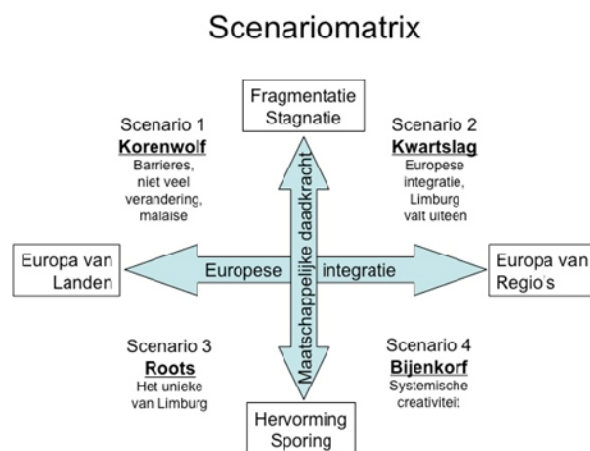 Scenariomatrix
Fragmentatie
Stagnatie
Scenario 1
Korenwolf
Barrieres,
niet veel
verandering,
malaise
Scenario 2
Kwartslag
Europese
integratie,
Limburg
valt uiteen
Maatschappelijke daadkracht
Europa van
Landen
Europese integratie
Europa van
Regio's
Scenario 3
Roots
Het unieke
van Limburg
Scenario 4
Bijenkorf
Systemische
creativiteit
Hervorming
Sporing